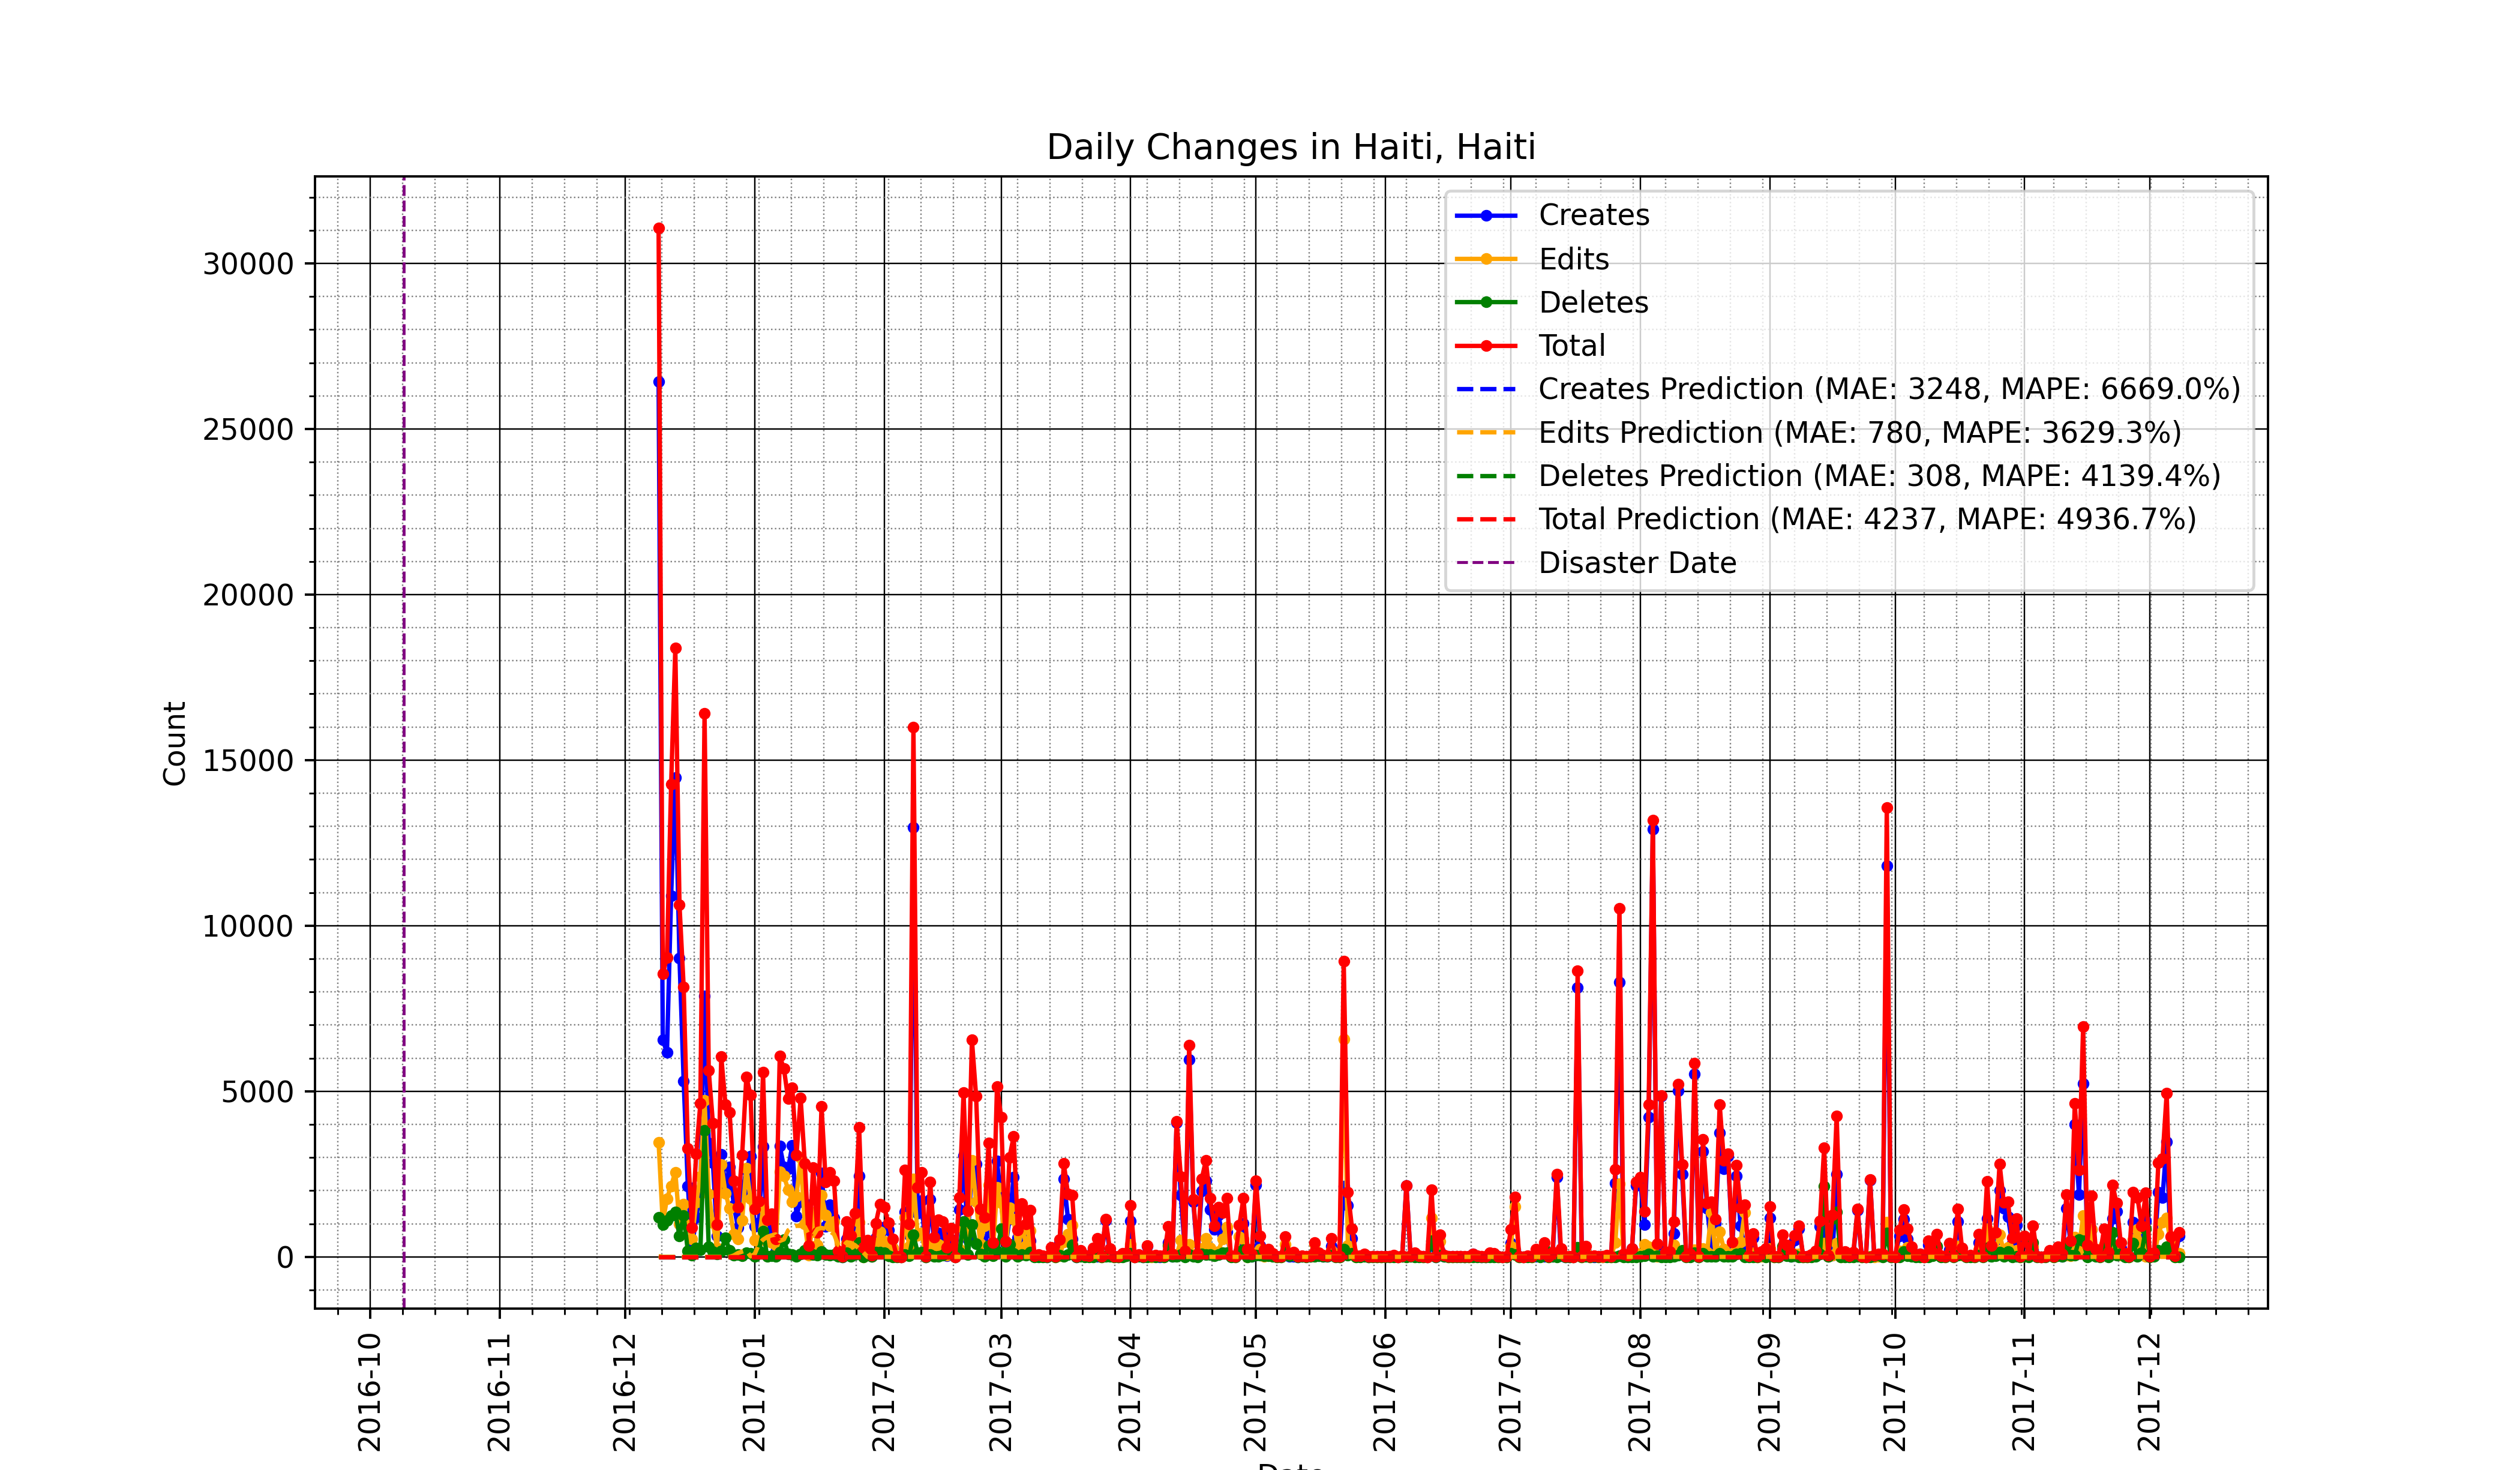 Daily Changes in Haiti, Haiti
Creates
Edits
Deletes
Total
Creates Prediction (MAE: 3248, MAPE: 6669.0%)
Edits Prediction (MAE: 780, MAPE: 3629.3%)
Deletes Prediction (MAE: 308, MAPE: 4139.4%)
Total Prediction (MAE: 4237, MAPE: 4936.7%)
Disaster Date
Count
30000
25000
20000
15000
10000
5000
0
2016-10
2016-11
2016-12
2017-01
2017-02
2017-03
2017-04
2017-05
2017-06
2017-07
2017-08
2017-09
2017-10
2017-11
2017-12
Date